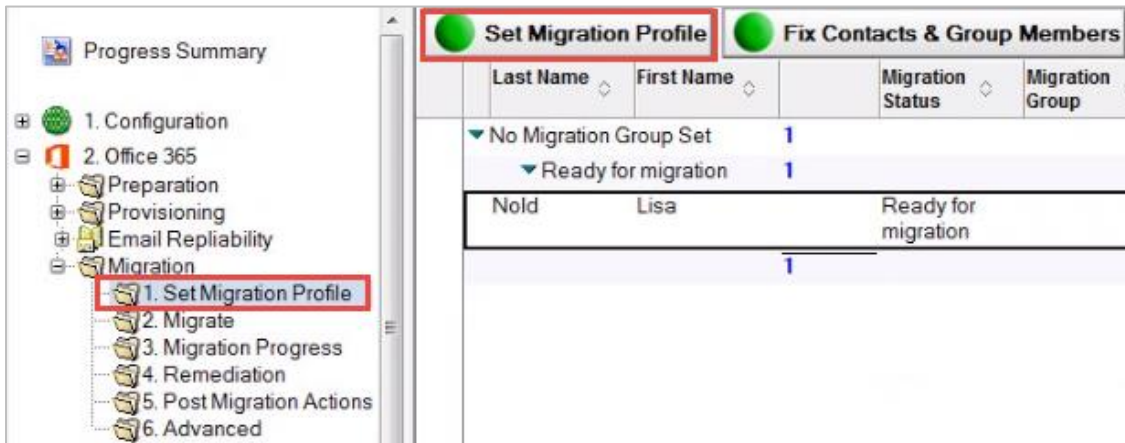 Progress Summary
1. Configuration
2. Office 365
Preparation
Provisioning
Email Repliability
Migration
1. Set Migration Profile
2. Migrate
3. Migration Progress
4. Remediation
5. Post Migration Actions
6. Advanced
Set Migration Profile Fix Contacts & Group Members
Last Name First Name Migration Status Migration Group
No Migration Group Set 1
Ready for migration 1
Nold Lisa Ready for
migration
1